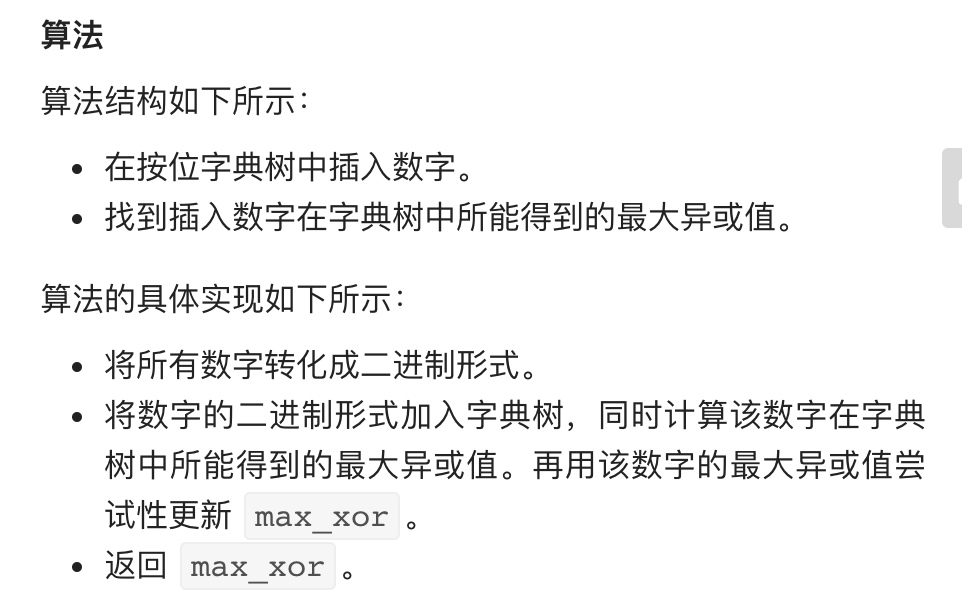 算法
算法结构如下所示：
• 在按位字典树中插入数字。
• 找到插入数字在字典树中所能得到的最大异或值。
算法的具体实现如下所示：
• 将所有数字转化成二进制形式。
• 将数字的二进制形式加入字典树，同时计算该数字在字典
树中所能得到的最大异或值。再用该数字的最大异或值尝
试性更新 max_xor 。
• 返回 max_xor 。